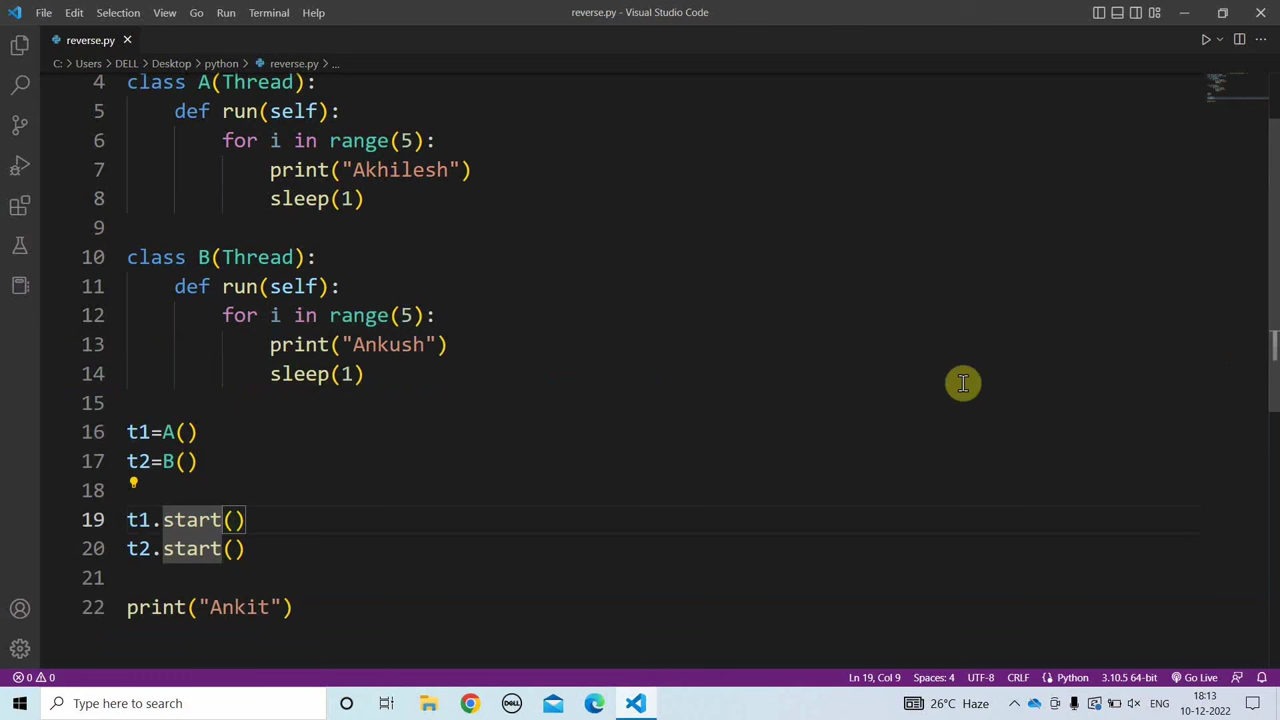 File Edit Selection View Go Run Terminal Help reverse.py - Visual Studio Code
reverse.py
C: > Users > DELL > Desktop > python > reverse.py > ...
4 class A(Thread):
5 def run(self):
6 for i in range(5):
7 print("Akhilesh")
8 sleep(1)
9
10 class B(Thread):
11 def run(self):
12 for i in range(5):
13 print("Ankush")
14 sleep(1)
15
16 t1=A()
17 t2=B()
18
19 t1.start()
20 t2.start()
21
22 print("Ankit")
0 0 Ln 19, Col 9 Spaces: 4 UTF-8 CRLF Python 3.10.5 64-bit Go Live
Type here to search DELL 26°C Haze ENG 18:13
10-12-2022